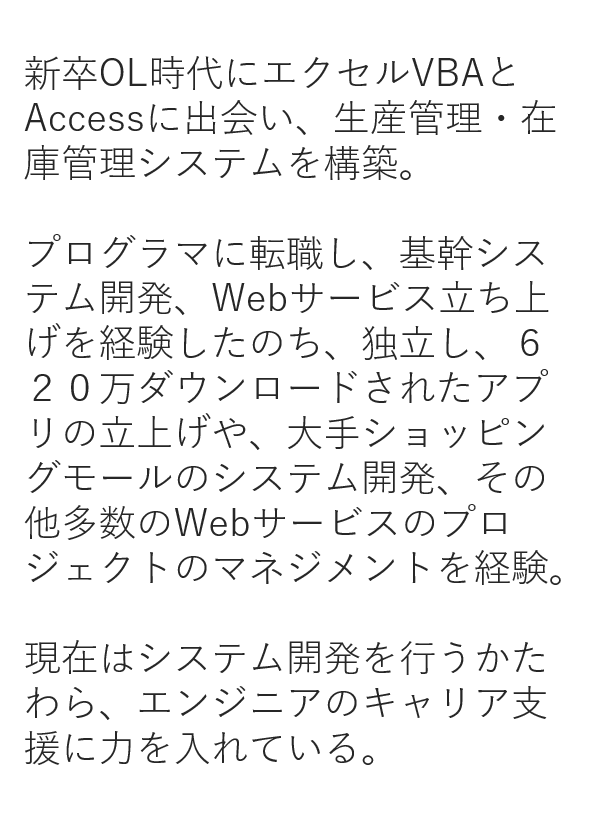 新卒OL時代にエクセルVBAと
Accessに出会い、生産管理・在
庫管理システムを構築。
プログラマに転職し、基幹シス
テム開発、Webサービス立ち上
げを経験したのち、独立し、６
２０万ダウンロードされたアプ
リの立上げや、大手ショッピン
グモールのシステム開発、その
他多数のWebサービスのプロ
ジェクトのマネジメントを経験。
現在はシステム開発を行うかた
わら、エンジニアのキャリア支
援に力を入れている。